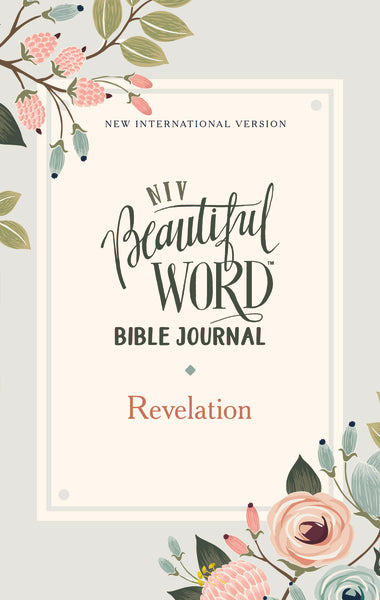 NEW INTERNATIONAL VERSION
NIV
Beautiful
WORD™
BIBLE JOURNAL
Revelation